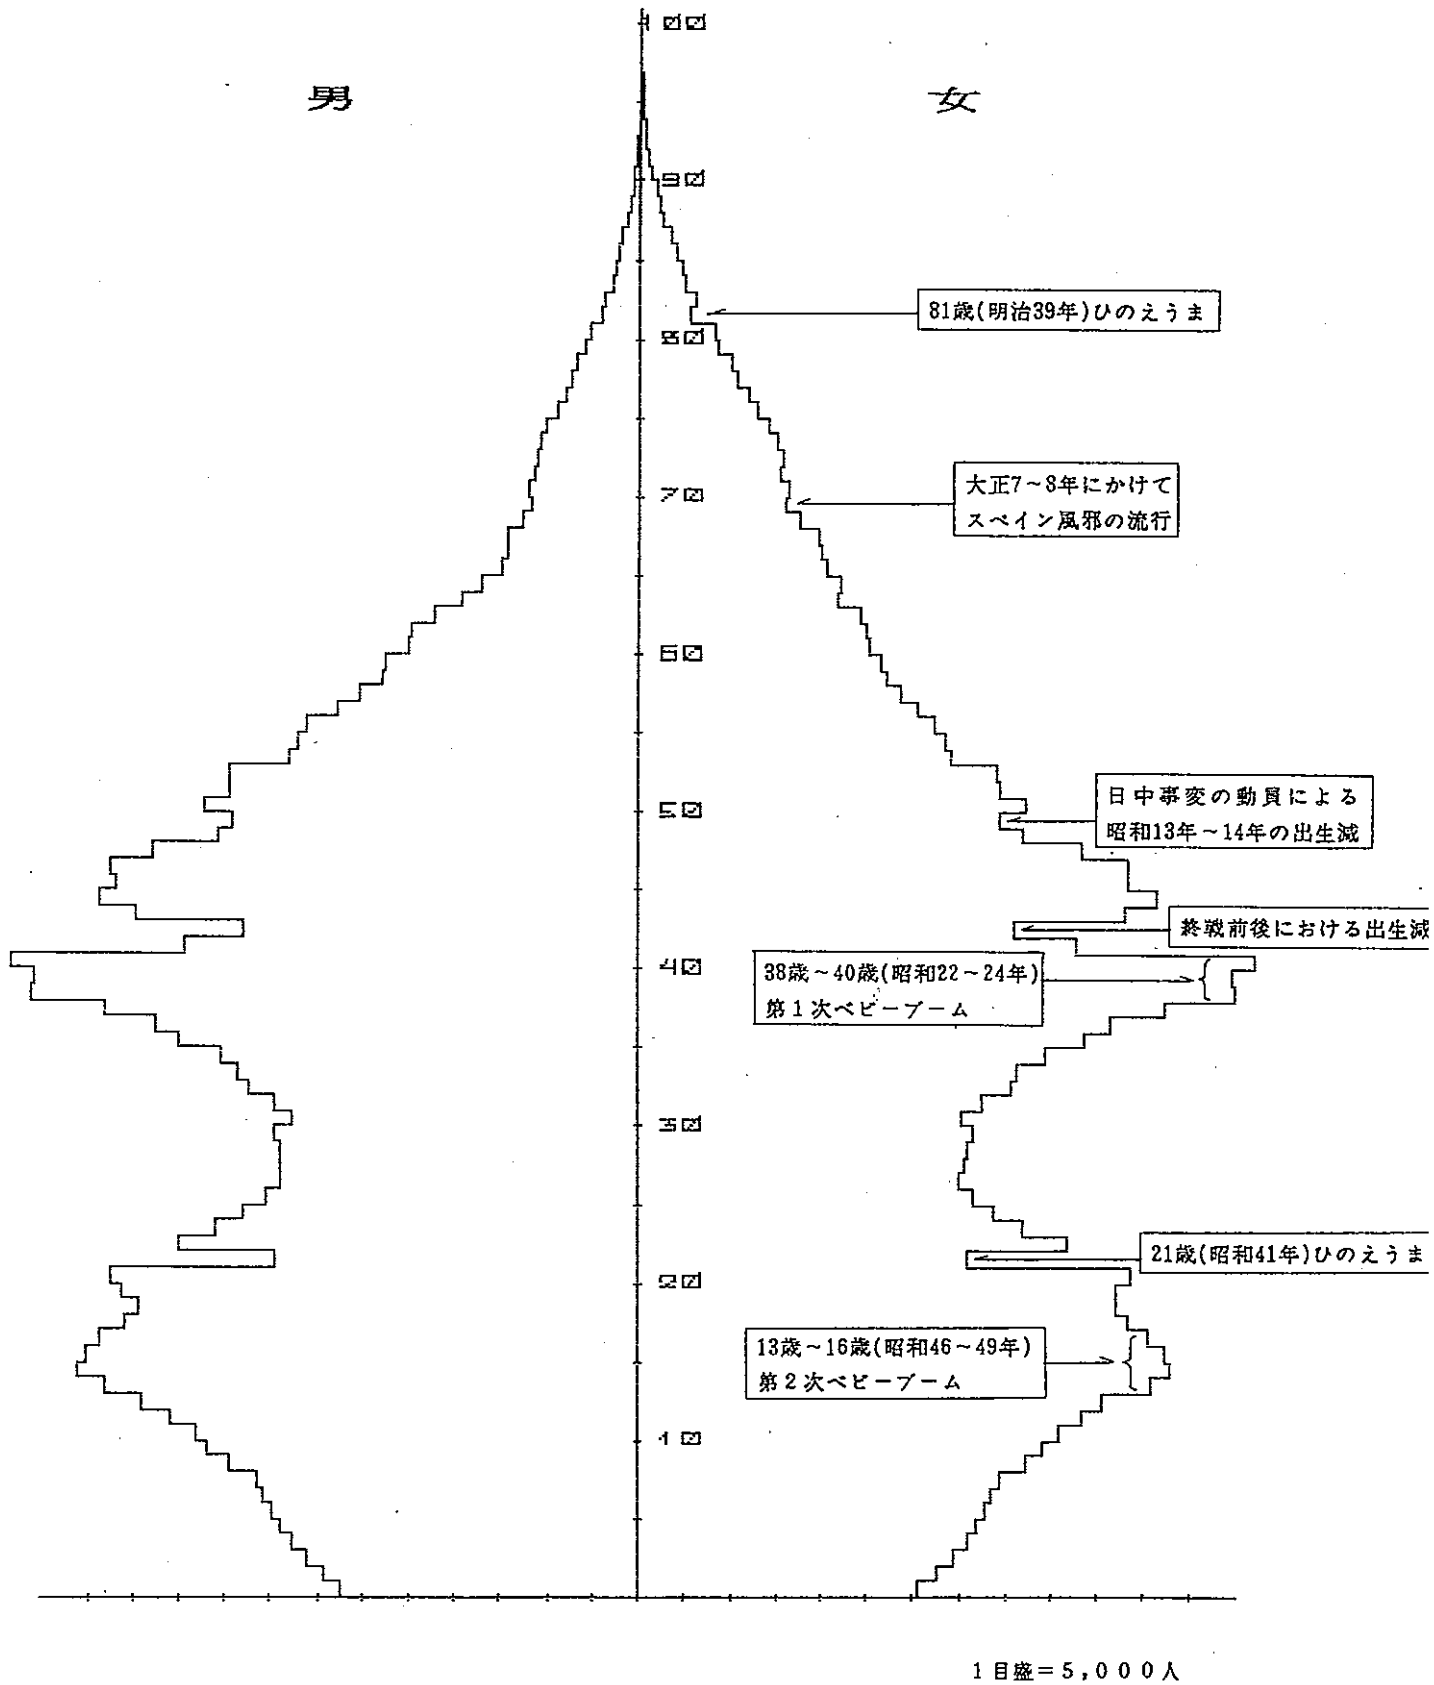 100
男
女
90
81歳(明治39年)ひのえうま
80
大正7~8年にかけて
スペイン風邪の流行
70
60
50
日中事変の動員による
昭和13年~14年の出生減
終戦前後における出生減
40
38歳~40歳(昭和22~24年)
第1次ベビーブーム
30
21歳(昭和41年)ひのえうま
20
13歳~16歳(昭和46~49年)
第2次ベビーブーム
10
1目盛=5,000人